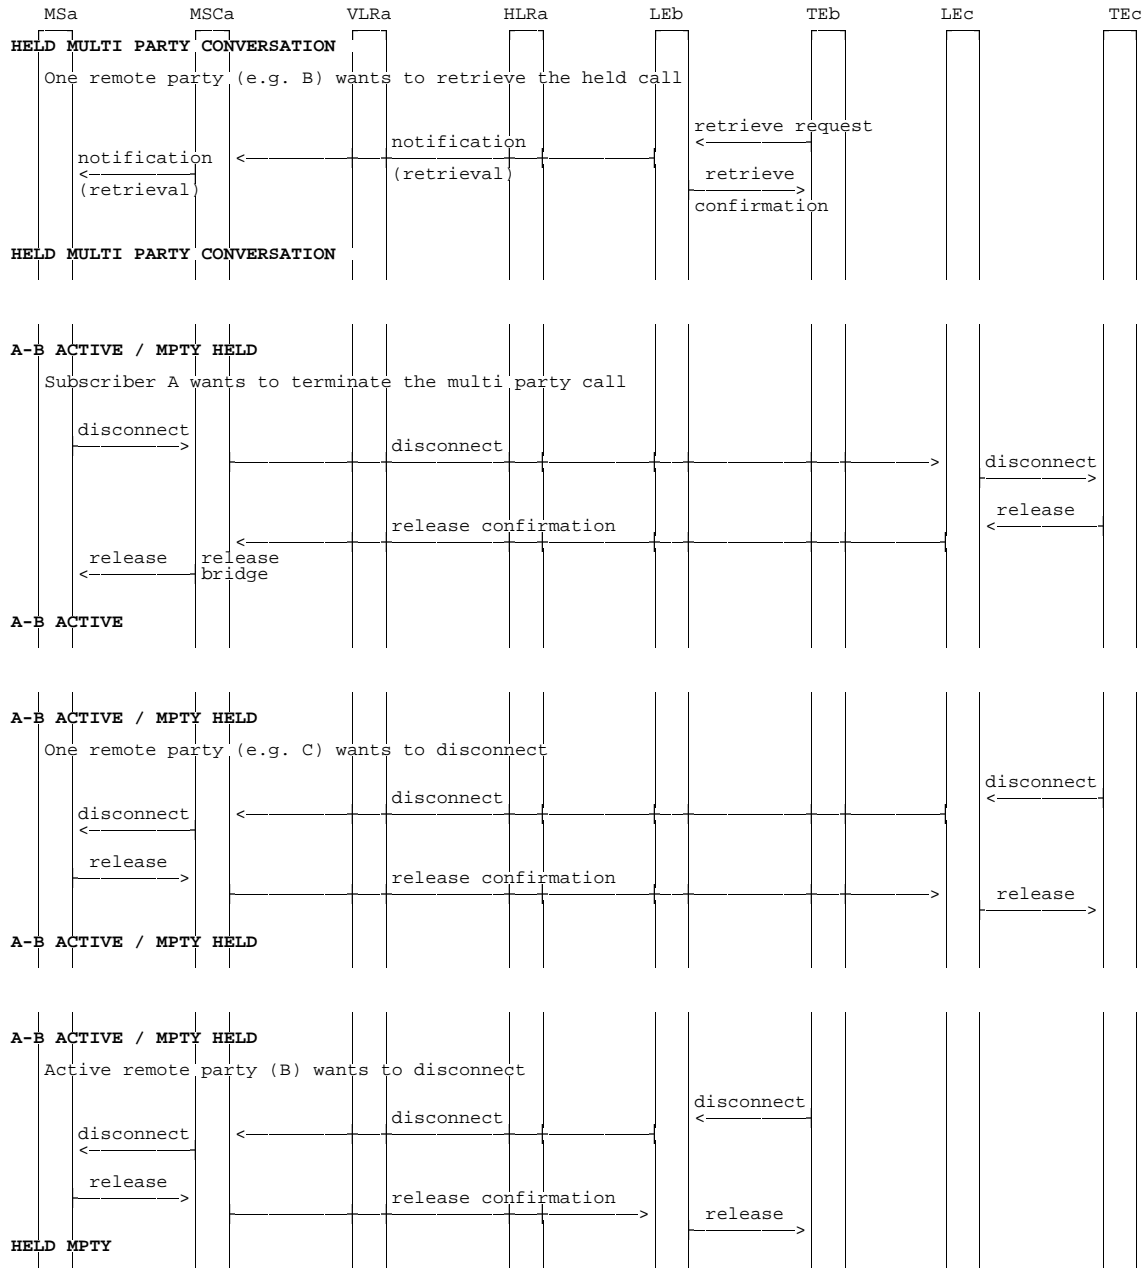 MSa MSCa VLRa HLRa LEb TEb LEc TEc
HELD MULTI PARTY CONVERSATION
One remote party (e.g. B) wants to retrieve the held call
retrieve request
notification
notification
(retrieval)
retrieve
(retrieval)
confirmation
HELD MULTI PARTY CONVERSATION
A-B ACTIVE / MPTY HELD
Subscriber A wants to terminate the multi party call
disconnect
disconnect
disconnect
release
release confirmation
release release
bridge
A-B ACTIVE
A-B ACTIVE / MPTY HELD
One remote party (e.g. C) wants to disconnect
disconnect
disconnect
disconnect
release
release confirmation
release
A-B ACTIVE / MPTY HELD
A-B ACTIVE / MPTY HELD
Active remote party (B) wants to disconnect
disconnect
disconnect
disconnect
release
release confirmation
release
HELD MPTY